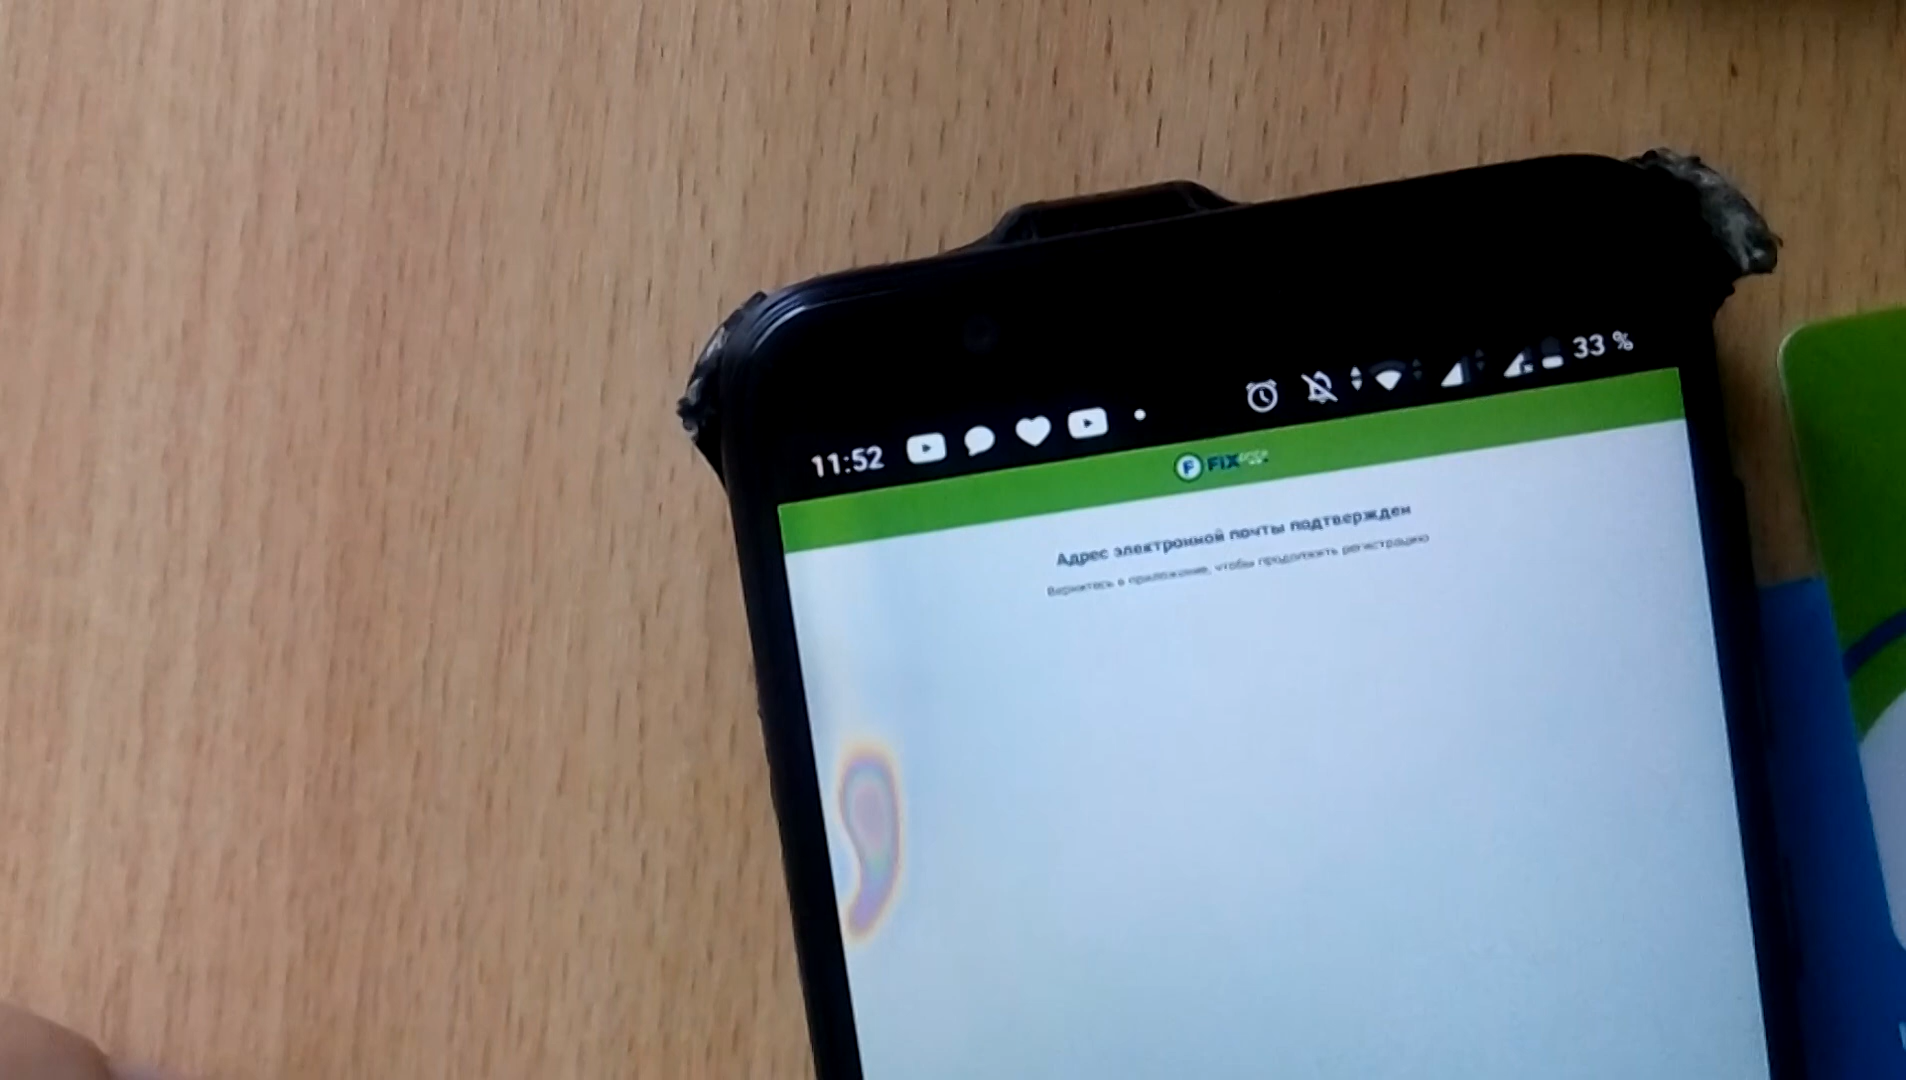 11:52
33 %
FIX
Адрес электронной почты подтвержден
Вернитесь в приложение, чтобы продолжить регистрацию